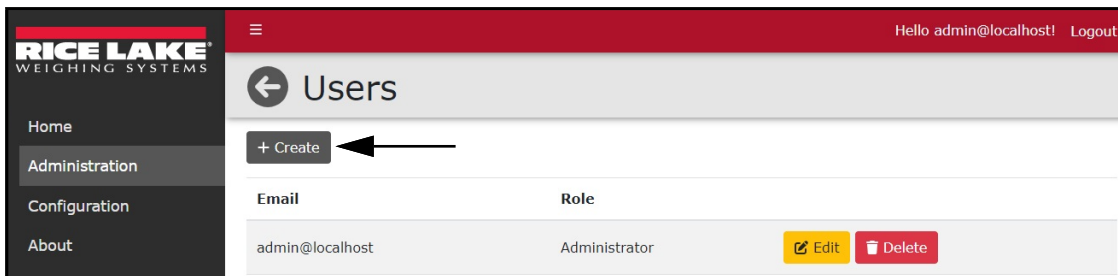 RICE LAKE®
WEIGHING SYSTEMS
Home
Administration
Configuration
About
Hello admin@localhost! Logout
Users
+ Create
Email Role
admin@localhost Administrator Edit Delete